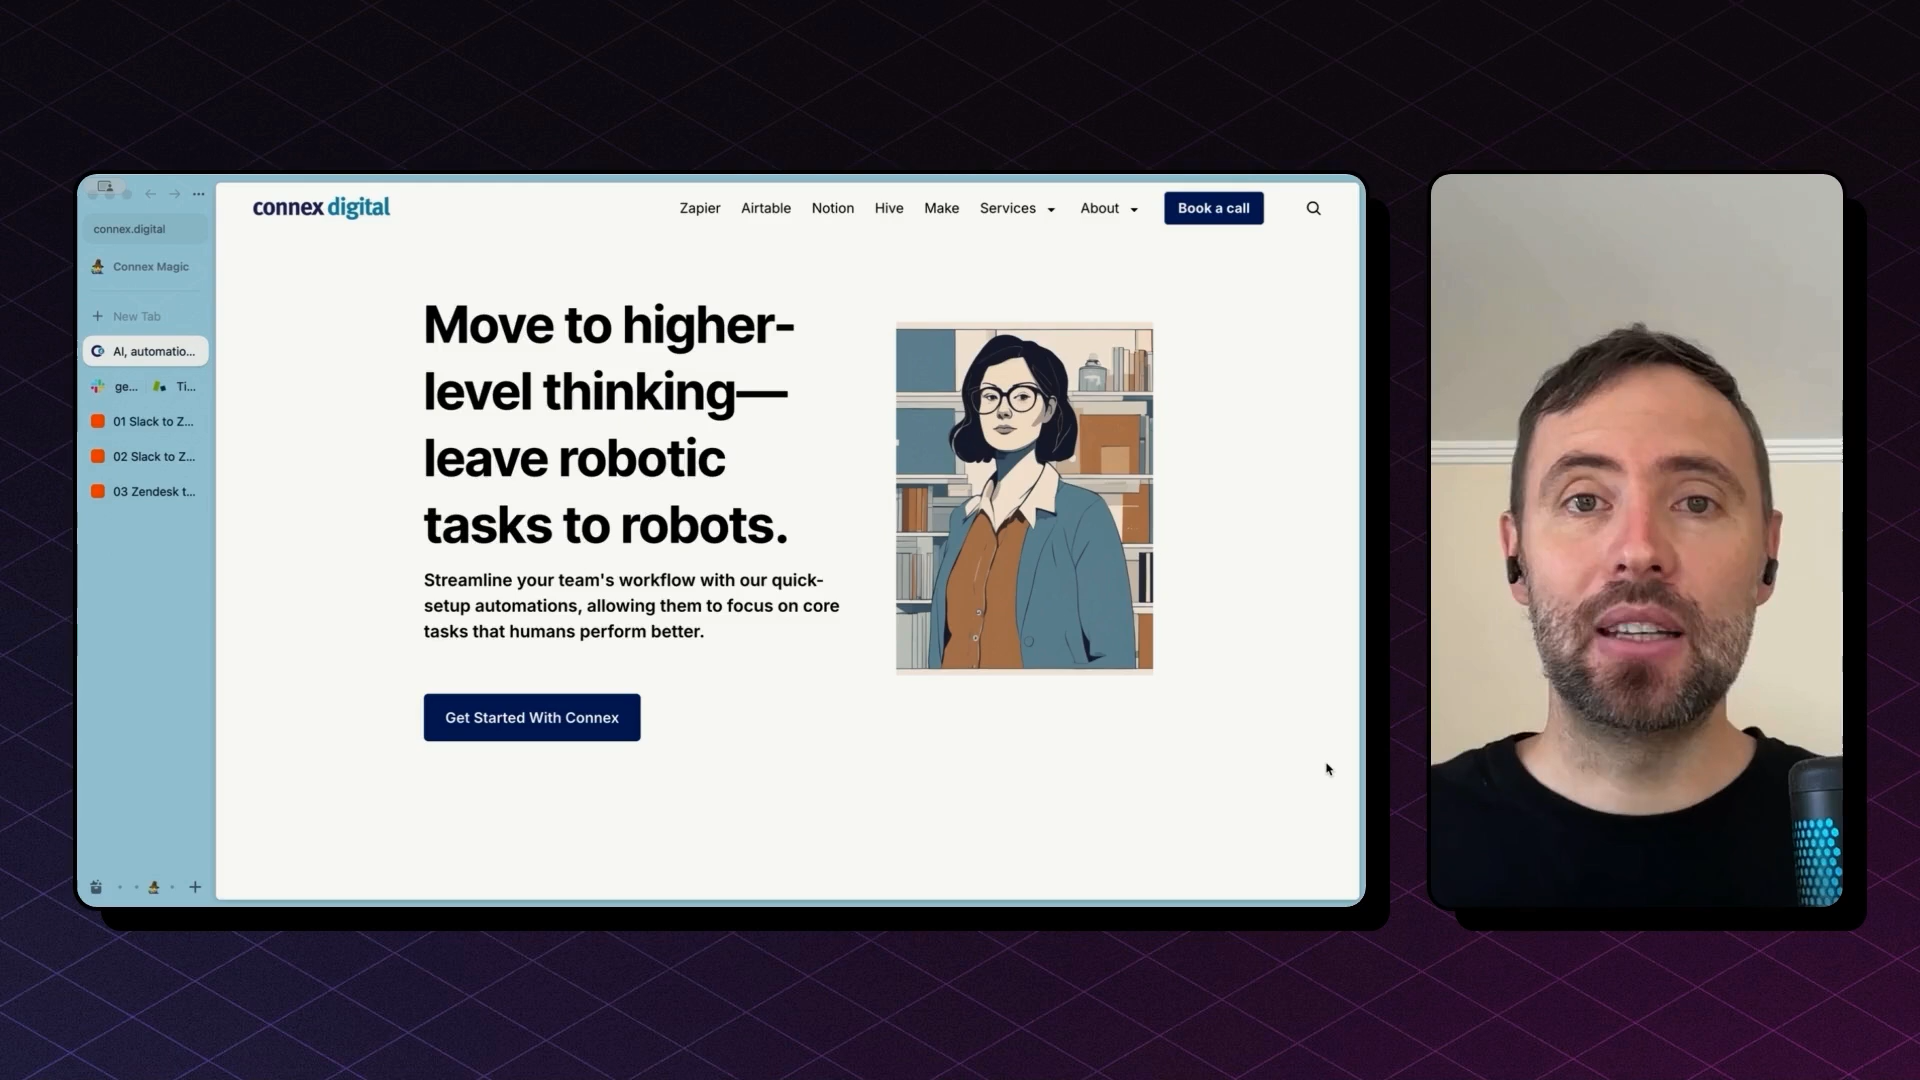 connex.digital
Connex Magic
New Tab
AI, automatio...
ge... Ti...
01 Slack to Z...
02 Slack to Z...
03 Zendesk t...
connex digital
Zapier Airtable Notion Hive Make Services About Book a call
Move to higher-
level thinking—
leave robotic
tasks to robots.
Streamline your team's workflow with our quick-
setup automations, allowing them to focus on core
tasks that humans perform better.
Get Started With Connex